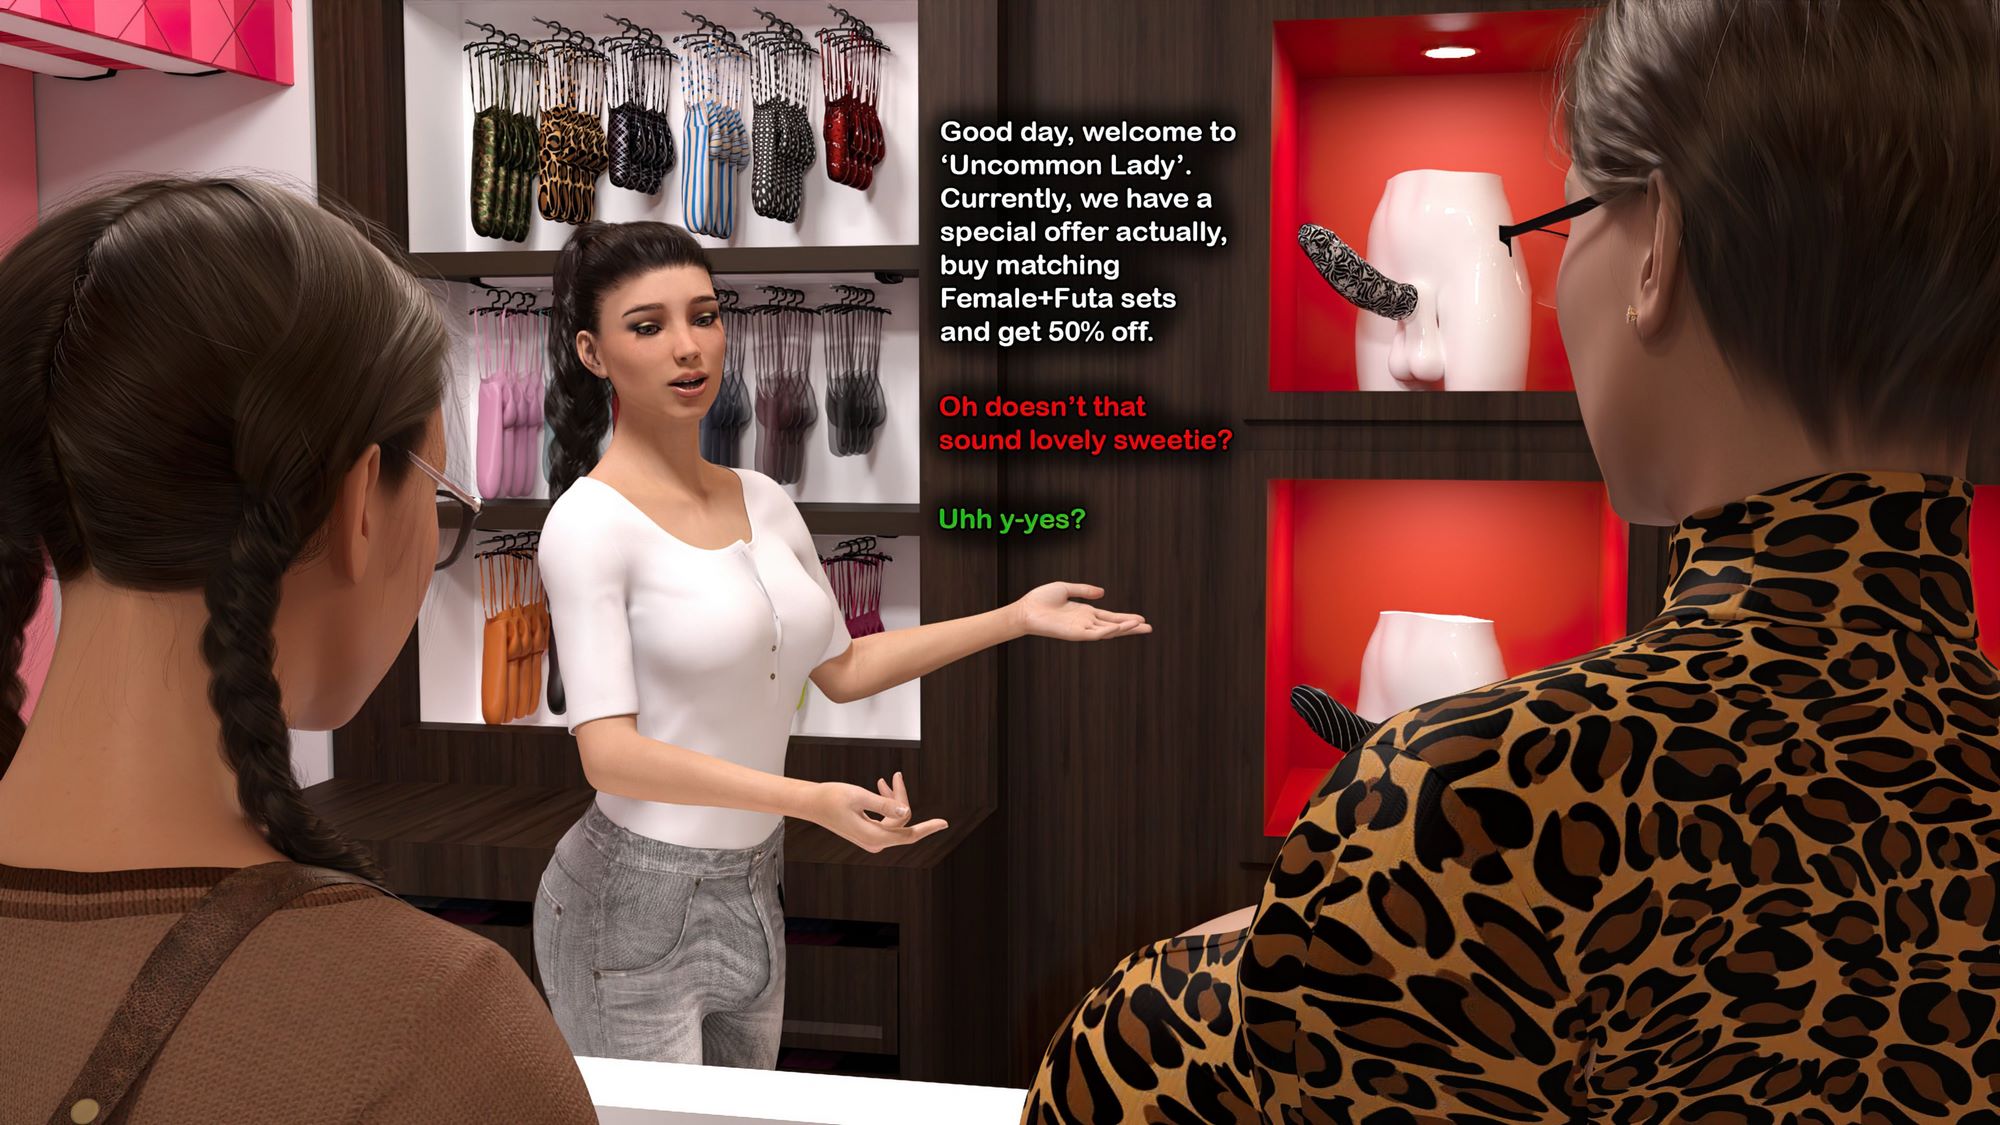 Good day, welcome to
‘Uncommon Lady’.
Currently, we have a
special offer actually,
buy matching
Female+Futa sets
and get 50% off.
Oh doesn’t that
sound lovely sweetie?
Uhh y-yes?